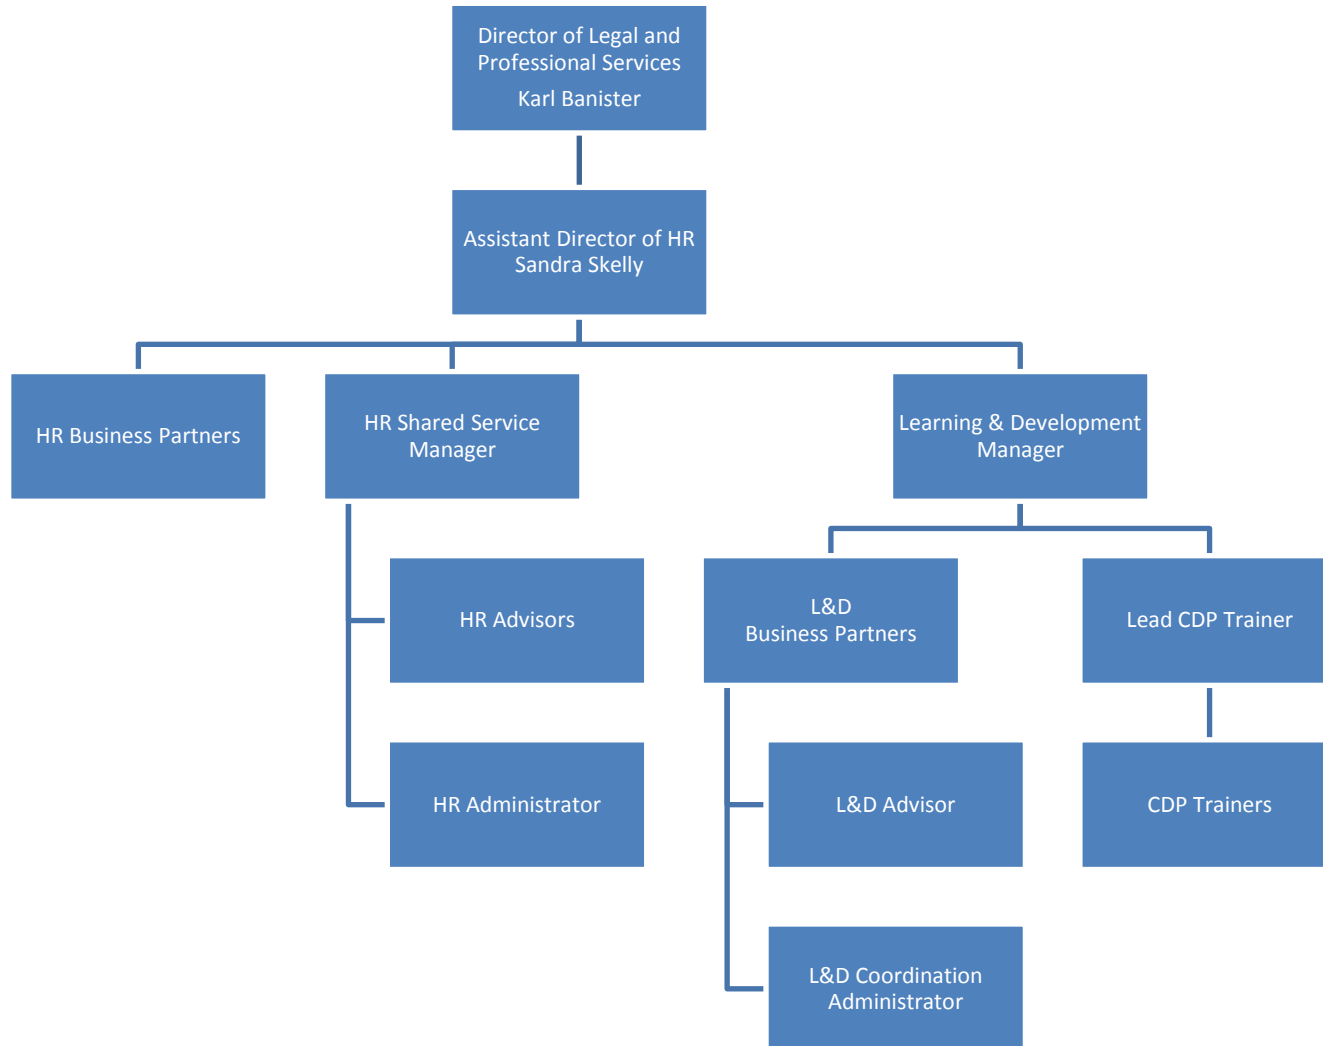 Director of Legal and
Professional Services
Karl Banister
Assistant Director of HR
Sandra Skelly
HR Business Partners
HR Shared Service
Manager
Learning & Development
Manager
HR Advisors
L&D
Business Partners
Lead CDP Trainer
HR Administrator
L&D Advisor
CDP Trainers
L&D Coordination
Administrator